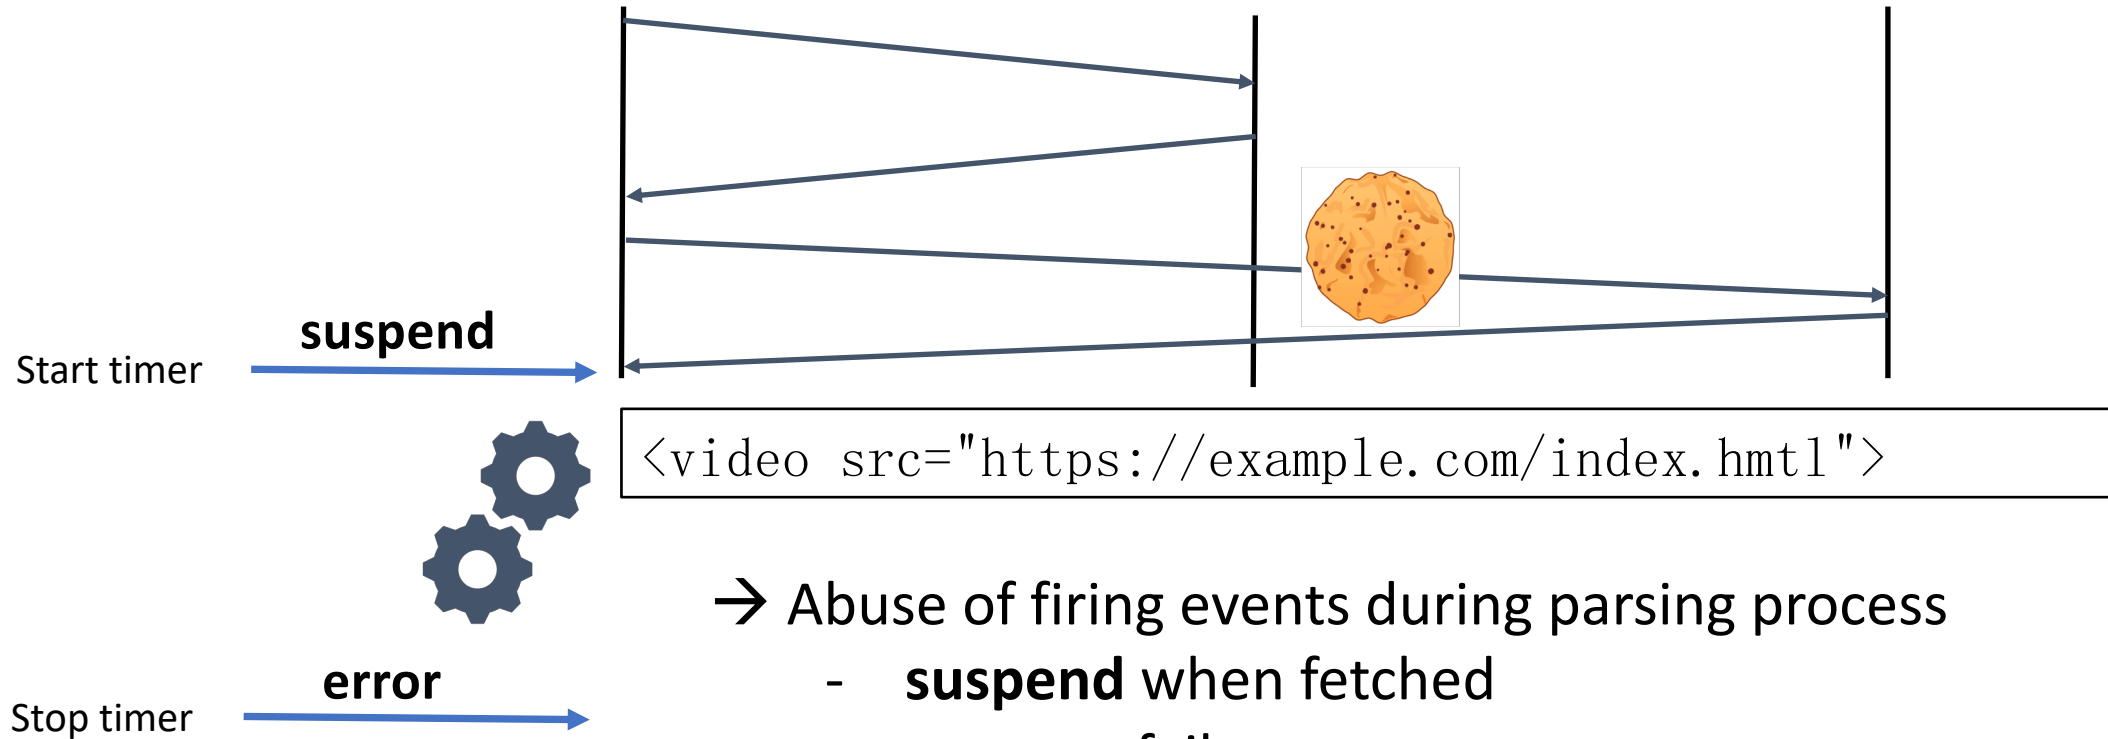 suspend
Start timer
<video src="https://example.com/index.hmtl">
→ Abuse of firing events during parsing process
- suspend when fetched
error
Stop timer